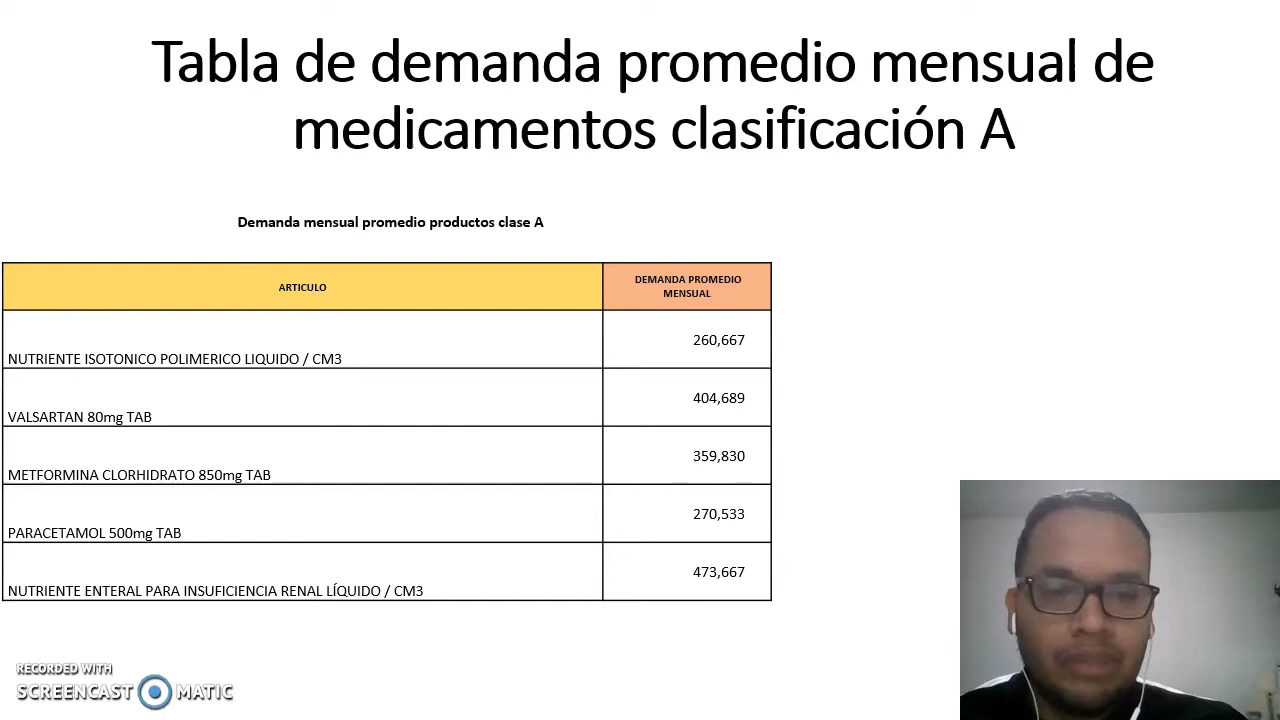 Tabla de demanda promedio mensual de
medicamentos clasificación A
Demanda mensual promedio productos clase A
ARTICULO
DEMANDA PROMEDIO
MENSUAL
NUTRIENTE ISOTONICO POLIMERICO LIQUIDO / CM3
260,667
VALSARTAN 80mg TAB
404,689
METFORMINA CLORHIDRATO 850mg TAB
359,830
PARACETAMOL 500mg TAB
270,533
NUTRIENTE ENTERAL PARA INSUFICIENCIA RENAL LÍQUIDO / CM3
473,667
RECORDED WITH
SCREENCAST MATIC